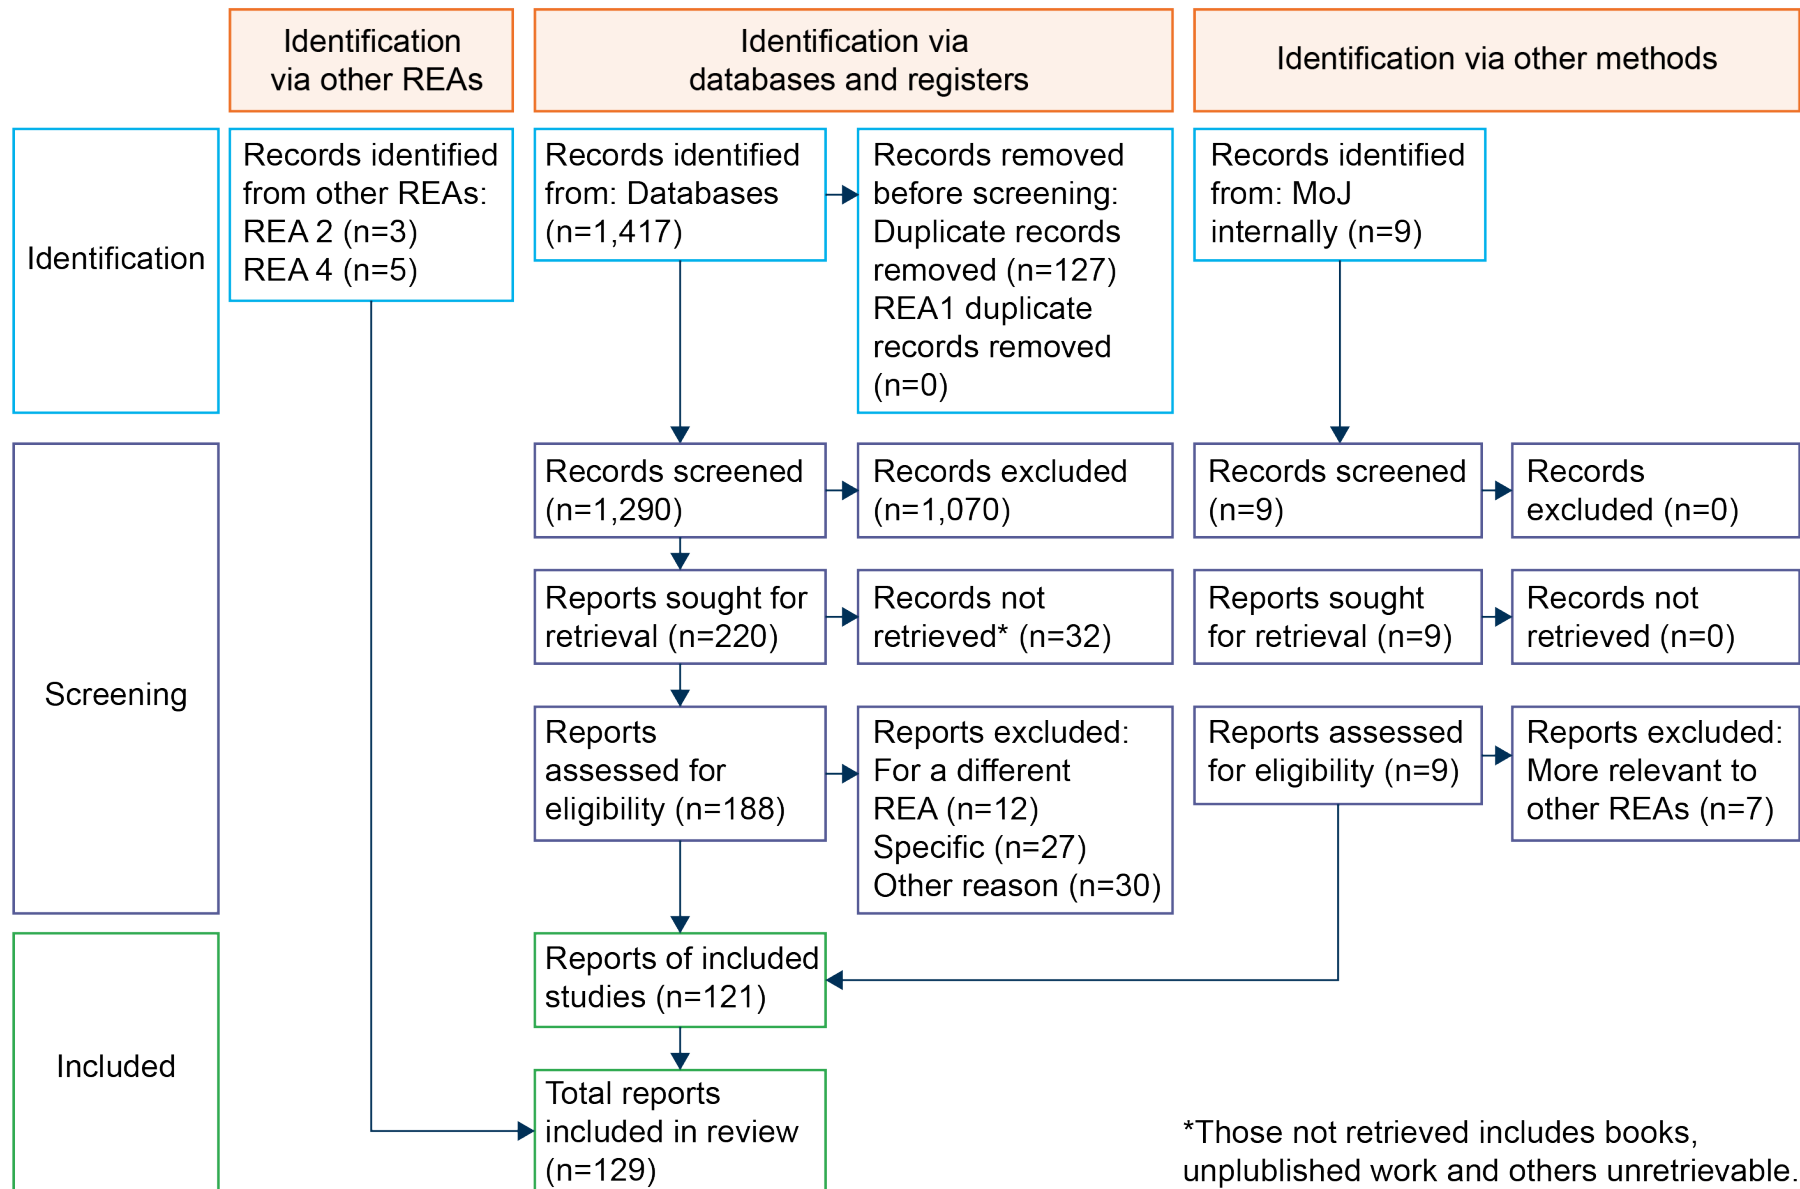 Identification
via other REAs
Identification via
databases and registers
Identification via other methods
Identification
Records identified
from other REAs:
REA 2 (n=3)
REA 4 (n=5)
Records identified
from: Databases
(n=1,417)
Records removed
before screening:
Duplicate records
removed (n=127)
REA1 duplicate
records removed
(n=0)
Records identified
from: MoJ
internally (n=9)
Screening
Records screened
(n=1,290)
Records excluded
(n=1,070)
Records screened
(n=9)
Records
excluded (n=0)
Reports sought for
retrieval (n=220)
Records not
retrieved* (n=32)
Reports sought
for retrieval (n=9)
Records not
retrieved (n=0)
Reports
assessed for
eligibility (n=188)
Reports excluded:
For a different
REA (n=12)
Specific (n=27)
Other reason (n=30)
Reports assessed
for eligibility (n=9)
Reports excluded:
More relevant to
other REAs (n=7)
Included
Reports of included
studies (n=121)
Total reports
included in review
(n=129)
*Those not retrieved includes books,
unplublished work and others unretrievable.